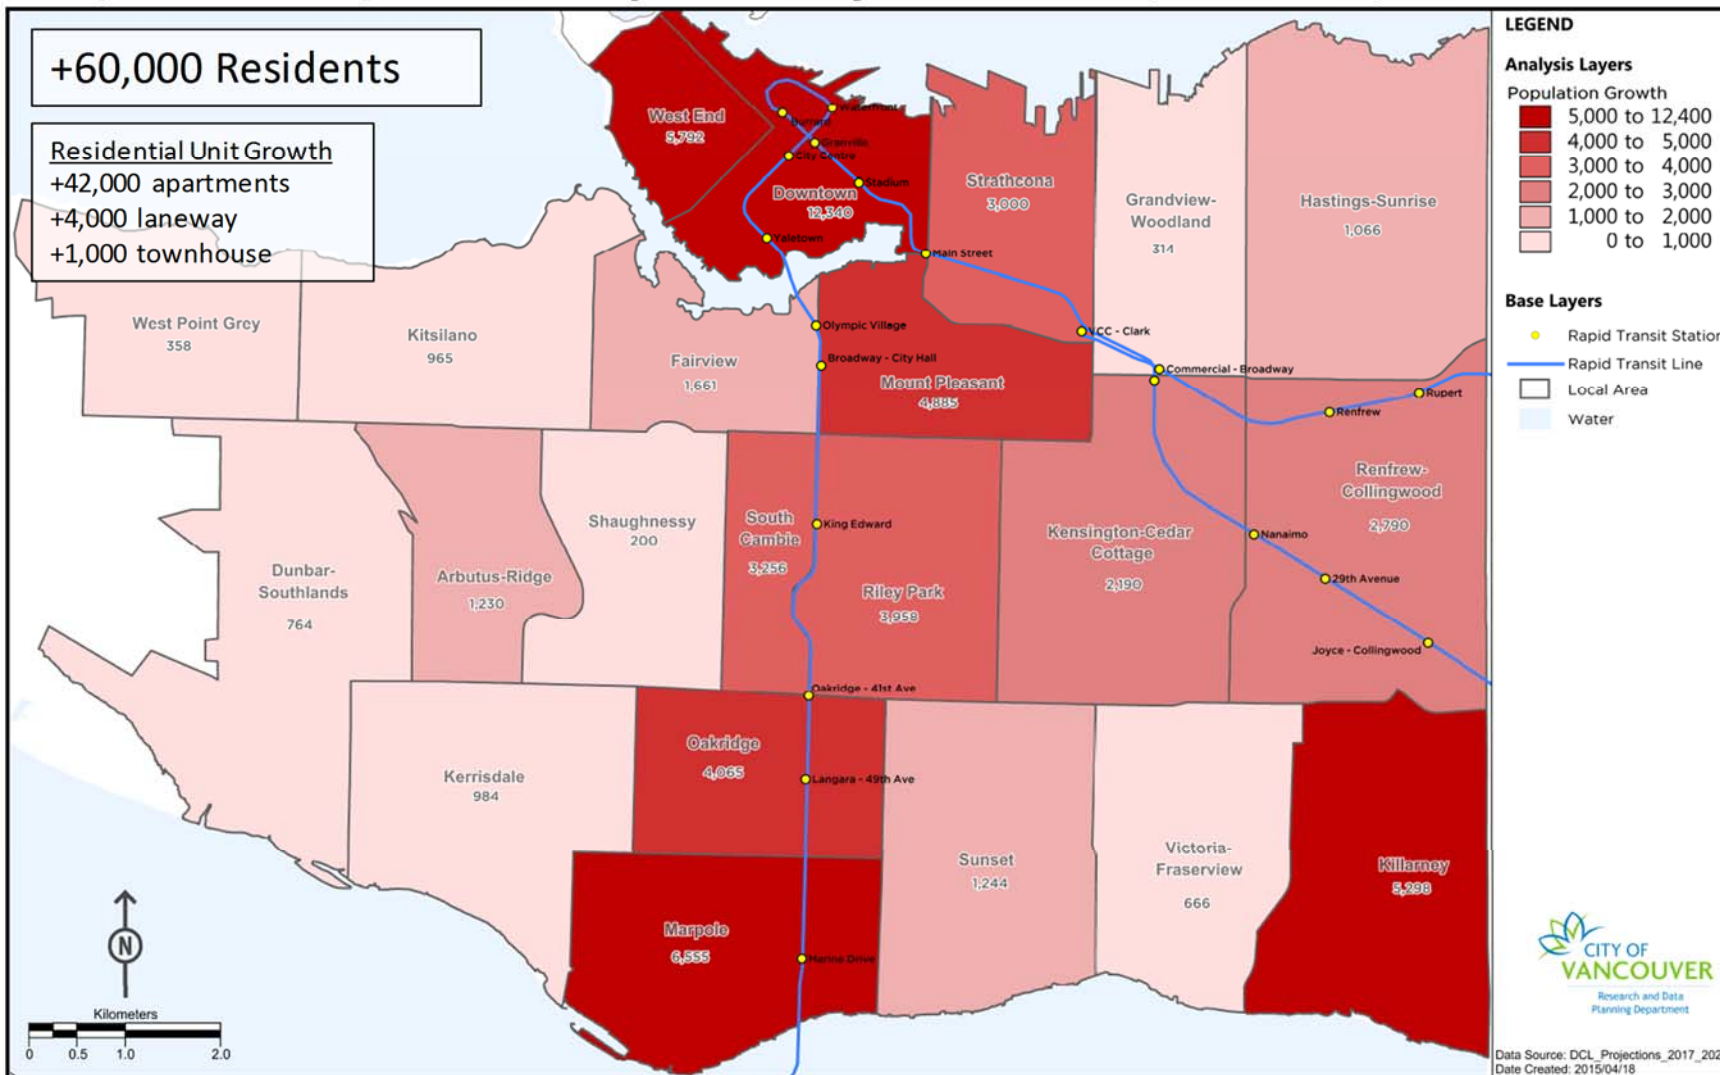 +60,000 Residents
Residential Unit Growth
+42,000 apartments
+4,000 laneway
+1,000 townhouse
West End
5,792
Waterfront
Burrard
Granville
City Centre
Stadium
Downtown
12,340
Yaletown
Main Street
Strathcona
3,000
Grandview-
Woodland
314
Hastings-Sunrise
1,066
West Point Grey
358
Kitsilano
965
Fairview
1,661
Olympic Village
Broadway - City Hall
Mount Pleasant
4,885
VCC - Clark
Commercial - Broadway
Renfrew
Rupert
Dunbar-
Southlands
764
Arbutus-Ridge
1,230
Shaughnessy
200
South
Cambie
3,256
King Edward
Riley Park
3,958
Kensington-Cedar
Cottage
2,190
Renfrew-
Collingwood
2,790
Nanaimo
29th Avenue
Joyce - Collingwood
Oakridge - 41st Ave
Kerrisdale
984
Oakridge
4,065
Langara - 49th Ave
Marpole
6,555
Marine Drive
Sunset
1,244
Victoria-
Fraserview
666
Killarney
5,298
N
Kilometers
0 0.5 1.0 2.0
LEGEND
Analysis Layers
Population Growth
5,000 to 12,400
4,000 to 5,000
3,000 to 4,000
2,000 to 3,000
1,000 to 2,000
0 to 1,000
Base Layers
Rapid Transit Station
Rapid Transit Line
Local Area
Water
CITY OF
VANCOUVER
Research and Data
Planning Department
Data Source: DCL_Projections_2017_202
Date Created: 2015/04/18